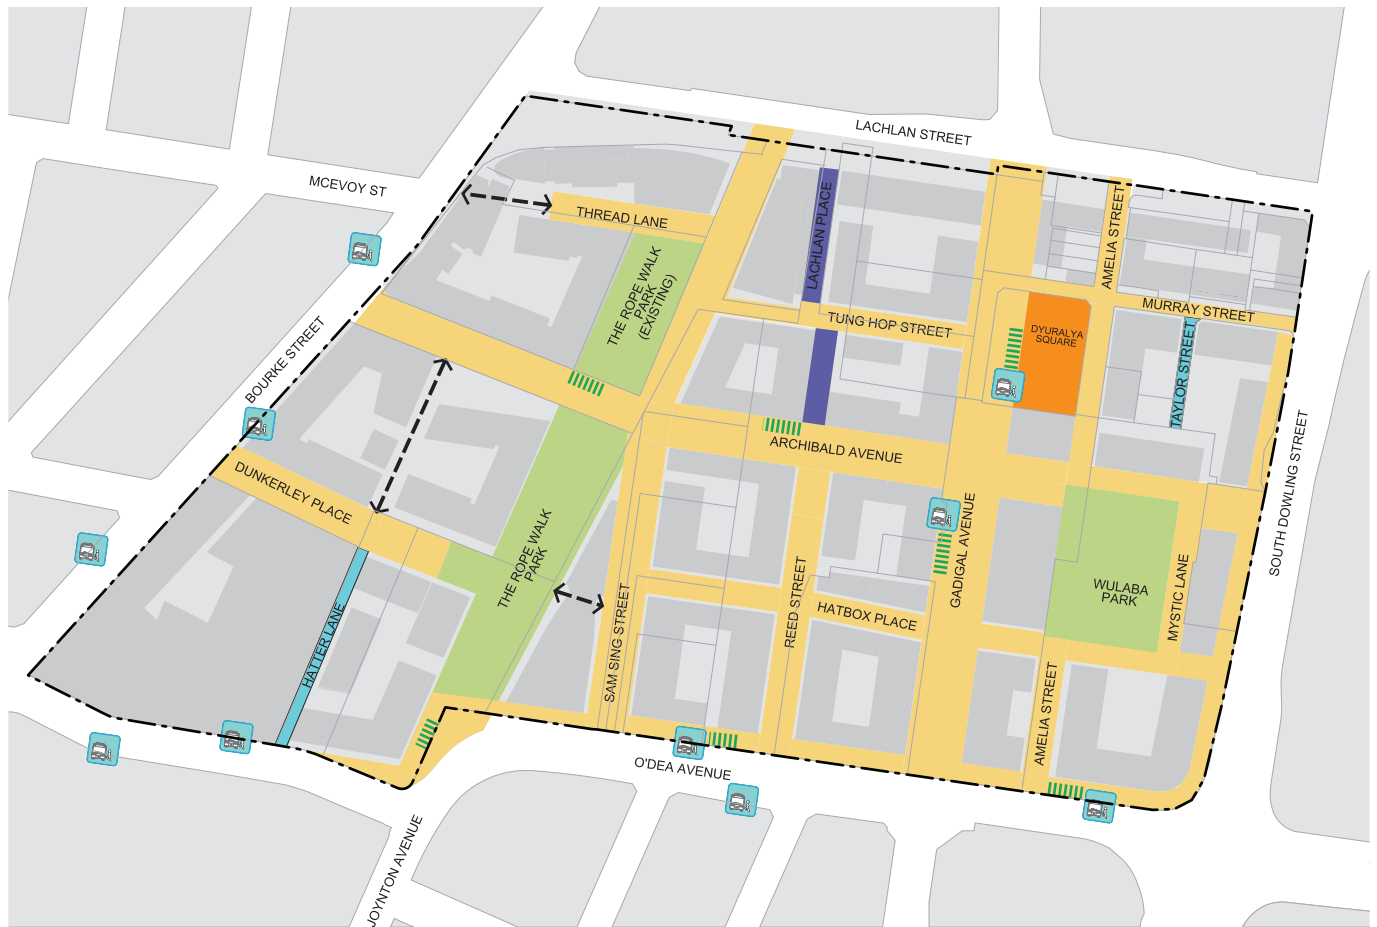 LACHLAN STREET
MCEVOY ST
THREAD LANE
LACHLAN PLACE
AMELIA STREET
THE ROPE WALK
PARK
(EXISTING)
MURRAY STREET
TUNG HOP STREET
DYURALYA
SQUARE
TAYLOR STREET
BOURKE STREET
ARCHIBALD AVENUE
SOUTH DOWLING STREET
DUNKERLEY PLACE
THE ROPE WALK
PARK
GADIGAL AVENUE
WULABA
PARK
MYSTIC LANE
REED STREET
HATBOX PLACE
HATTER LANE
SAM SING STREET
AMELIA STREET
O'DEA AVENUE
JOYNTON AVENUE